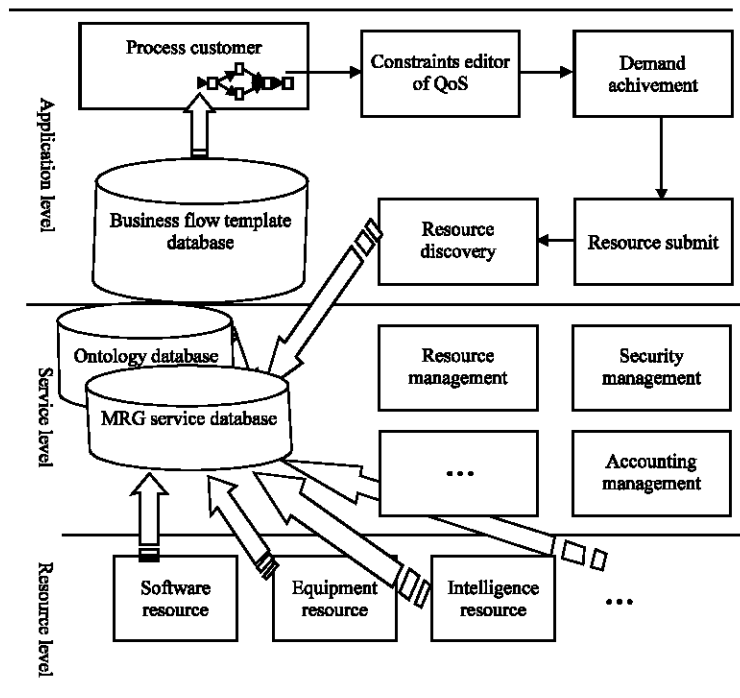 Application level
Process customer
Constraints editor
of QoS
Demand
achivement
Business flow template
database
Resource
discovery
Resource submit
Service level
Ontology database
MRG service database
Resource
management
Security
management
...
Accounting
management
Resource level
Software
resource
Equipment
resource
Intelligence
resource
...